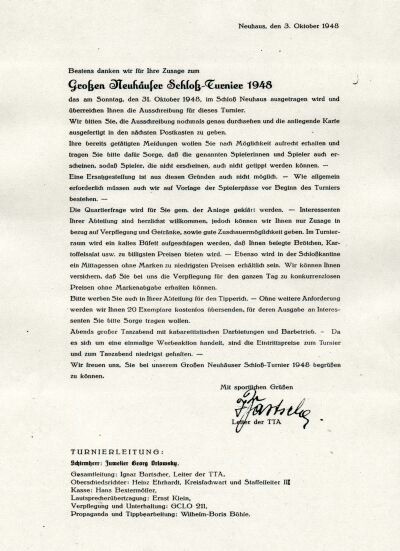 Neuhaus, den 3. Oktober 1948
Bestens danken wir für Ihre Zusage zum
Großen Neuhäuser Schloß-Turnier 1948
das am Sonntag, den 31. Oktober 1948, im Schloß Neuhaus ausgetragen wird und
überreichen Ihnen die Ausschreibung für dieses Turnier.
Wir bitten Sie, die Ausschreibung nochmals genau durchzusehen und die anliegende Karte
ausgefertigt in den nächsten Postkasten zu geben.
Ihre bereits getätigten Meldungen wollen Sie nach Möglichkeit aufrecht erhalten und
tragen Sie bitte dafür Sorge, daß die genannten Spielerinnen und Spieler auch er-
scheinen, sodaß Spieler, die nicht erscheinen, auch nicht getippt werden können. —
Eine Ersatzgestellung ist aus diesen Gründen auch nicht möglich. — Wie allgemein
erforderlich müssen auch wir auf Vorlage der Spielerpässe vor Beginn des Turniers
bestehen. —
Die Quartierfrage wird für Sie gem. der Anlage geklärt werden. — Interessenten
Ihrer Abteilung sind herzlichst willkommen, jedoch können wir Ihnen nur Zusage in
bezug auf Verpflegung und Getränke, sowie gute Zuschauermöglichkeit geben. Im Turnier-
raum wird ein kaltes Büfett aufgeschlagen werden, daß Ihnen belegte Brötchen, Kar-
toffelsalat usw. zu billigsten Preisen bieten wird. — Ebenso wird in der Schloßkantine
ein Mittagessen ohne Marken zu niedrigsten Preisen erhältlich sein. Wir können Ihnen
versichern, daß Sie bei uns die Verpflegung für den ganzen Tag zu konkurrenzlosen
Preisen ohne Markenabgabe erhalten können.
Bitte werben Sie auch in Ihrer Abteilung für den Tipperich. — Ohne weitere Anforderung
werden wir Ihnen 20 Exemplare kostenlos übersenden, für deren Ausgabe an Interes-
senten Sie bitte Sorge tragen wollen.
Abends großer Tanzabend mit kabarettistischen Darbietungen und Barbetrieb. — Da
es sich um eine einmalige Werbeaktion handelt, sind die Eintrittspreise zum Turnier
und zum Tanzabend niedrigst gehalten. —
Wir freuen uns, Sie bei unserem Großen Neuhäuser Schloß-Turnier 1948 begrüßen
zu können.
Mit sportlichen Grüßen
Bartscher
Leiter der TTA
TURNIERLEITUNG:
Schirmherr: Juwelier Georg Orlowsky.
Gesamtleitung: Ignaz Bartscher, Leiter der TTA,
Oberschiedsrichter: Heinz Ehrhardt, Kreisfachwart und Staffelleiter III
Kasse: Hans Bextermöller,
Lautsprecherübertragung: Ernst Klein,
Verpflegung und Unterhaltung: GCLO 211,
Propaganda und Tippbearbeitung: Wilhelm-Boris Böhle.